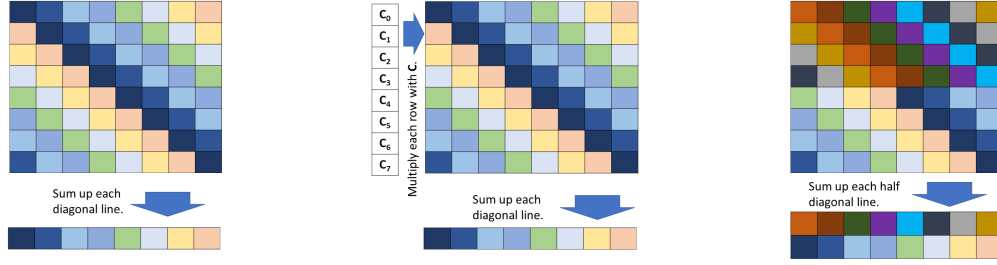 C0
C1
C2
C3
C4
C5
C6
C7
Multiply each row with C.
Sum up each
diagonal line.
Sum up each
diagonal line.
Sum up each half
diagonal line.